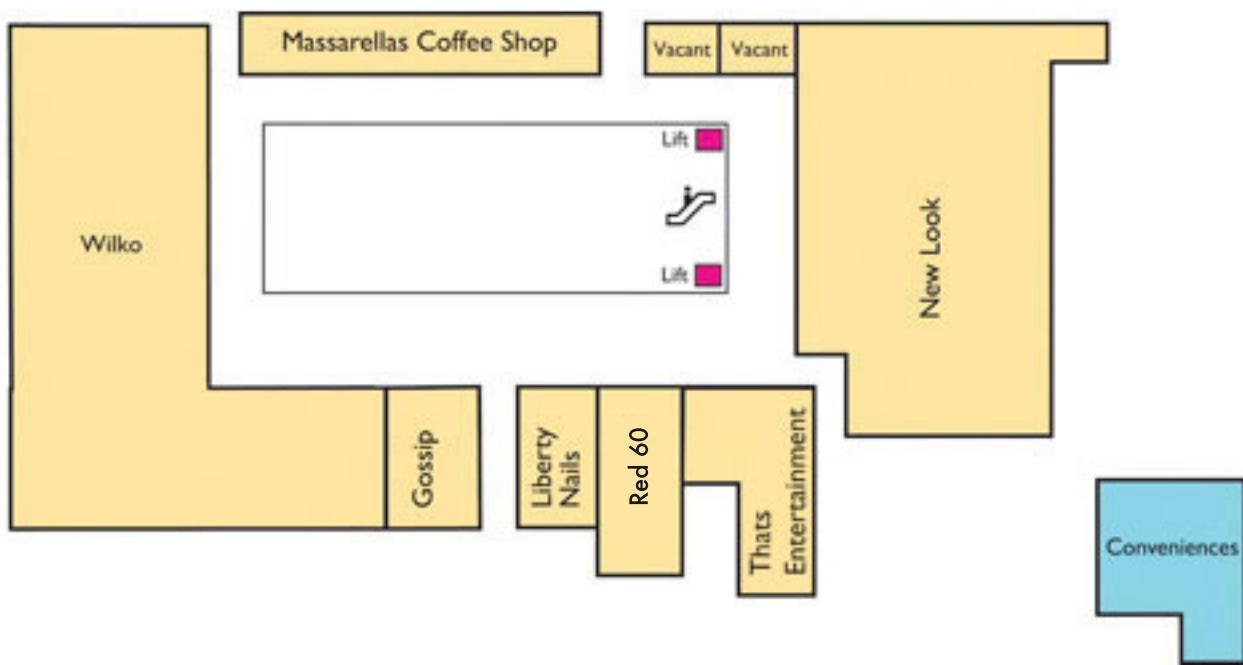 Massarellas Coffee Shop
Vacant
Vacant
Lift
Wilko
New Look
Lift
Gossip
Liberty
Nails
Red 60
Thats
Entertainment
Conveniences